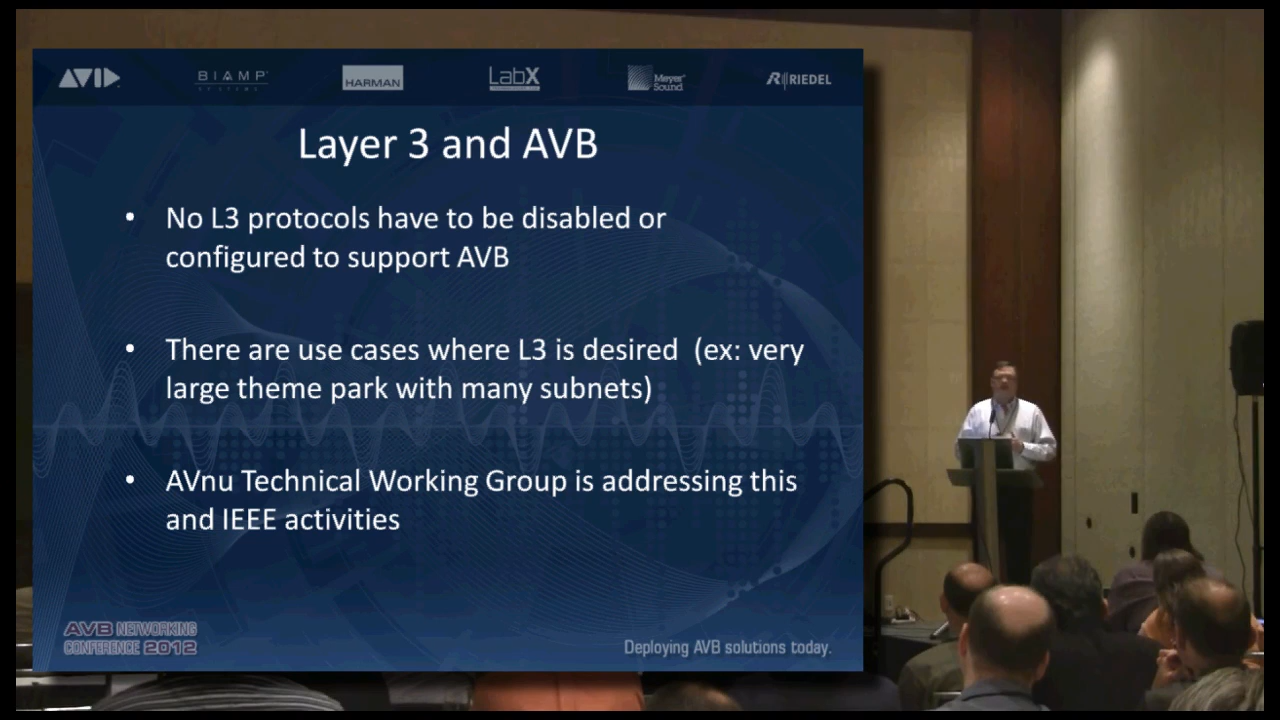 AVID
BIAMP
SYSTEMS
HARMAN
LabX
Meyer
Sound
RIEDEL
Layer 3 and AVB
• No L3 protocols have to be disabled or
configured to support AVB
• There are use cases where L3 is desired (ex: very
large theme park with many subnets)
• AVnu Technical Working Group is addressing this
and IEEE activities
AVB NETWORKING
CONFERENCE 2012
Deploying AVB solutions today.